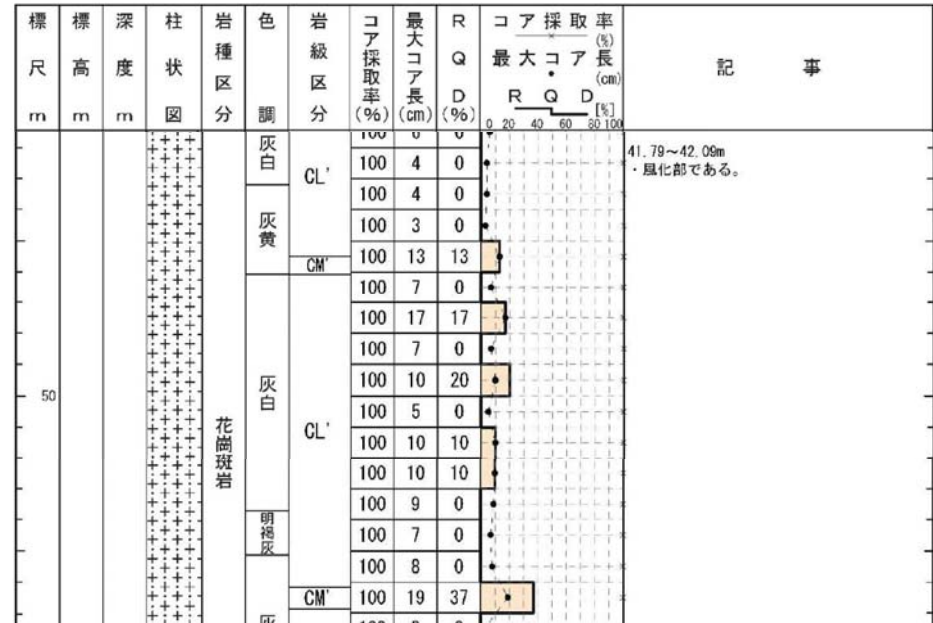 標尺 m
標高 m
深度 m
柱状図
岩種区分
色調
岩級区分
コア採取率(%)
最大コア長(cm)
RQD(%)
コア採取率(%)
最大コア長(cm)
RQD[%]
0 20 40 60 80 100
記事
41.79～42.09m
・風化部である。
灰白
CL'
100 4 0
100 4 0
灰黄
100 3 0
100 13 13
CM'
100 7 0
100 17 17
100 7 0
灰白
100 10 20
50
100 5 0
CL'
花崗斑岩
100 10 10
100 10 10
100 9 0
明褐灰
100 7 0
100 8 0
CM'
100 19 37